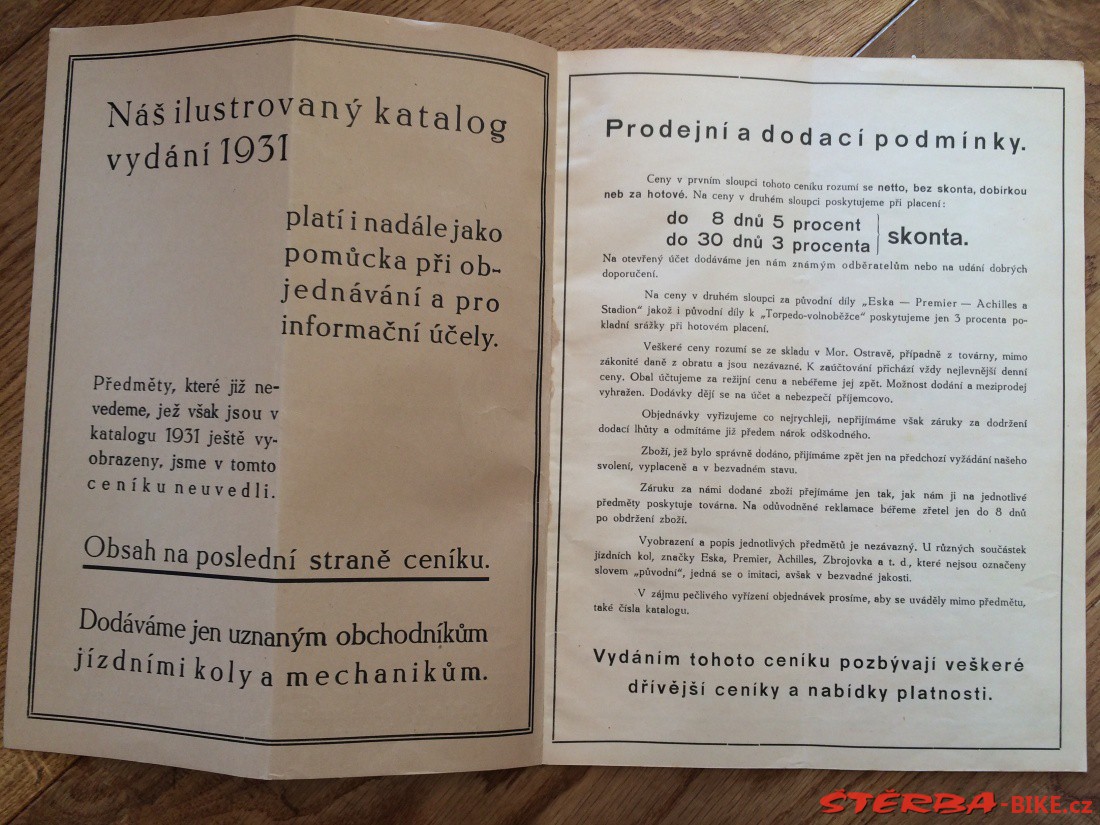 Náš ilustrovaný katalog
vydání 1931
platí i nadále jako
pomůcka při ob-
jednávání a pro
informační účely.
Předměty, které již ne-
vedeme, jež však jsou v
katalogu 1931 ještě vy-
obrazeny, jsme v tomto
ceníku neuvedli.
Obsah na poslední straně ceníku.
Dodáváme jen uznaným obchodníkům
jízdními koly a mechanikům.
Prodejní a dodací podmínky.
Ceny v prvním sloupci tohoto ceníku rozumí se netto, bez skonta, dobírkou
neb za hotové. Na ceny v druhém sloupci poskytujeme při placení:
do 8 dnů 5 procent
do 30 dnů 3 procenta
skonta.
Na otevřený účet dodáváme jen nám známým odběratelům nebo na udání dobrých
doporučení.
Na ceny v druhém sloupci za původní díly „Eska — Premier — Achilles a
Stadion" jakož i původní díly k „Torpedo-volnoběžce" poskytujeme jen 3 procenta po-
kladní srážky při hotovém placení.
Veškeré ceny rozumí se ze skladu v Mor. Ostravě, případně z továrny, mimo
zákonité daně z obratu a jsou nezávazné. K zaúčtování přichází vždy nejlevnější denní
ceny. Obal účtujeme za režijní cenu a nebéřeme jej zpět. Možnost dodání a meziprodej
vyhražen. Dodávky dějí se na účet a nebezpečí příjemcovo.
Objednávky vyřizujeme co nejrychleji, nepřijímáme však záruky za dodržení
dodací lhůty a odmítáme již předem nárok odškodného.
Zboží, jež bylo správně dodáno, přijímáme zpět jen na předchozí vyžádání našeho
svolení, vyplaceně a v bezvadném stavu.
Záruku za námi dodané zboží přejímáme jen tak, jak nám ji na jednotlivé
předměty poskytuje továrna. Na odůvodněné reklamace béřeme zřetel jen do 8 dnů
po obdržení zboží.
Vyobrazení a popis jednotlivých předmětů je nezávazný. U různých součástek
jízdních kol, značky Eska, Premier, Achilles, Zbrojovka a t. d., které nejsou označeny
slovem „původní", jedná se o imitaci, avšak v bezvadné jakosti.
V zájmu pečlivého vyřízení objednávek prosíme, aby se uváděly mimo předmětu,
také čísla katalogu.
Vydáním tohoto ceníku pozbývají veškeré
dřívější ceníky a nabídky platnosti.
ŠTĚRBA-BIKE.cz